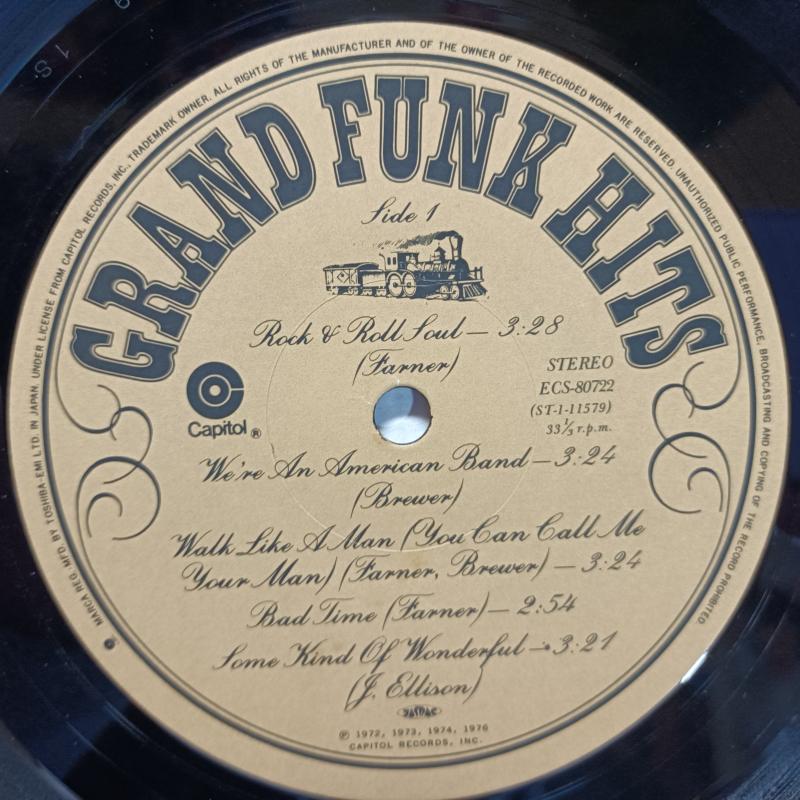 MARCA REG. MFD. BY TOSHIBA-EMI LTD. IN JAPAN, UNDER LICENSE FROM CAPITOL RECORDS, INC., TRADEMARK OWNER. ALL RIGHTS OF THE MANUFACTURER AND OF THE OWNER OF THE RECORDED WORK ARE RESERVED. UNAUTHORIZED PUBLIC PERFORMANCE, BROADCASTING AND COPYING OF THE RECORD PROHIBITED.
GRAND FUNK HITS
Side 1
Rock & Roll Soul — 3:28
(Farner)
Capitol®
STEREO
ECS-80722
(ST-1-11579)
33⅓ r.p.m.
We're An American Band — 3:24
(Brewer)
Walk Like A Man (You Can Call Me
Your Man) (Farner, Brewer) — 3:24
Bad Time (Farner) — 2:54
Some Kind Of Wonderful — 3:21
(J. Ellison)
℗ 1972, 1973, 1974, 1976
CAPITOL RECORDS, INC.
1 S